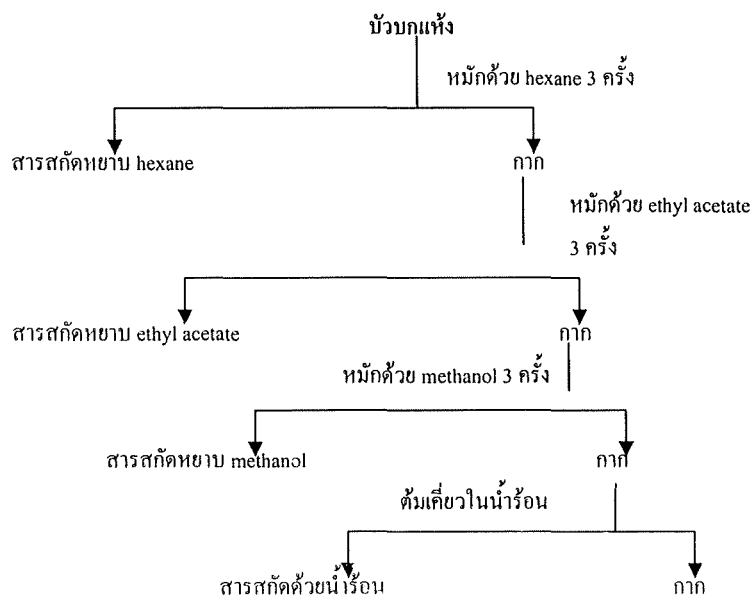 บัวบกแห้ง
หมักด้วย hexane 3 ครั้ง
สารสกัดหยาบ hexane
กาก
หมักด้วย ethyl acetate
3 ครั้ง
สารสกัดหยาบ ethyl acetate
กาก
หมักด้วย methanol 3 ครั้ง
สารสกัดหยาบ methanol
กาก
ต้มเคี่ยวในน้ำร้อน
สารสกัดด้วยน้ำร้อน
กาก